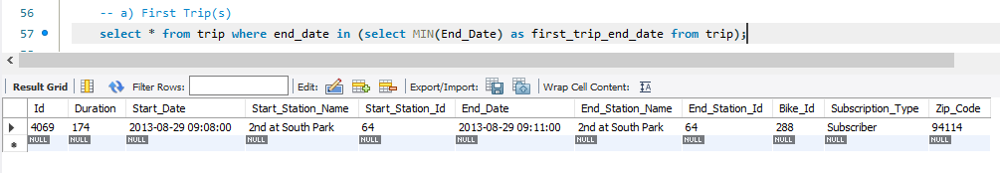 56 -- a) First Trip(s)
57 select * from trip where end_date in (select MIN(End_Date) as first_trip_end_date from trip);
Result Grid Filter Rows: Edit: Export/Import: Wrap Cell Content:
Id Duration Start_Date Start_Station_Name Start_Station_Id End_Date End_Station_Name End_Station_Id Bike_Id Subscription_Type Zip_Code
4069 174 2013-08-29 09:08:00 2nd at South Park 64 2013-08-29 09:11:00 2nd at South Park 64 288 Subscriber 94114
NULL NULL NULL NULL NULL NULL NULL NULL NULL NULL NULL